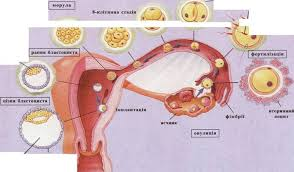 морула
8-клітинна стадія
рання бластоциста
фертилізація
пізня бластоциста
імплантація
яєчник
фімбрії
вторинний
ооцит
овуляція